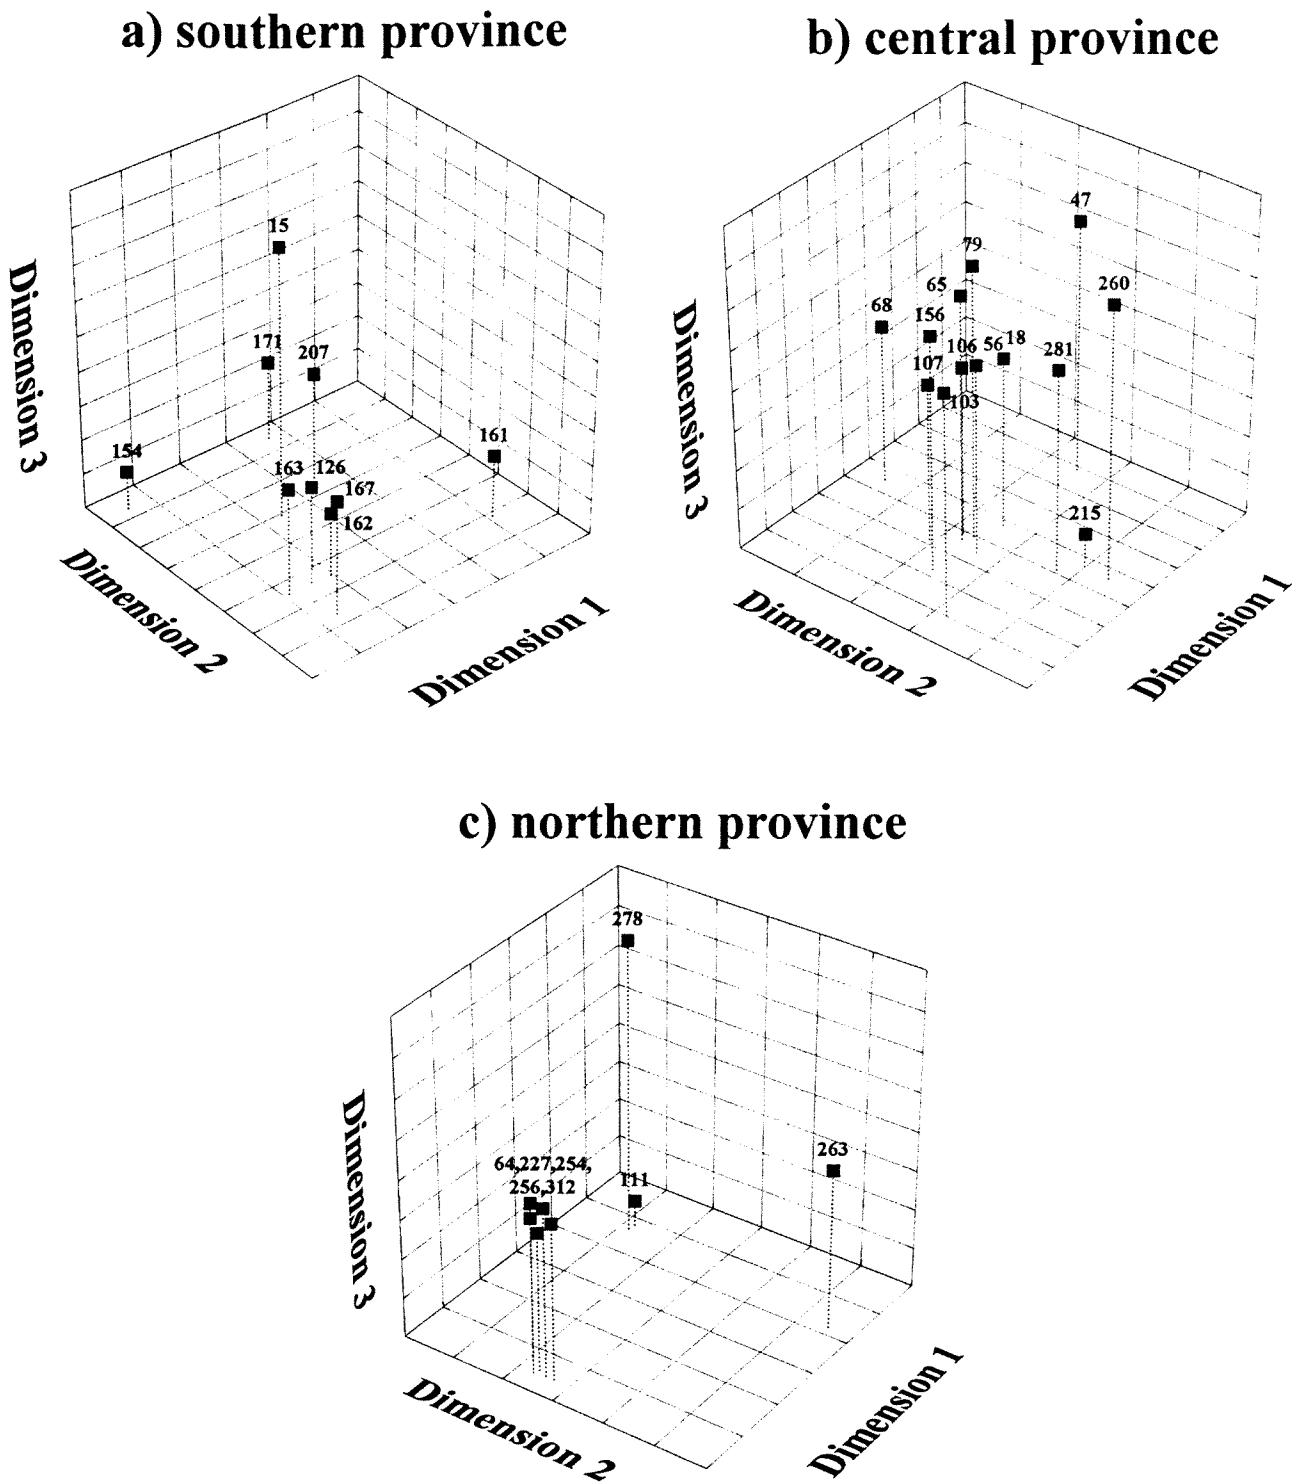 a) southern province
15
171
207
154
161
163
126
167
162
Dimension 3
Dimension 2
Dimension 1
b) central province
47
79
260
65
68
156
106
56
18
281
107
103
215
Dimension 3
Dimension 2
Dimension 1
c) northern province
278
263
64,227,254,
256,312
111
Dimension 3
Dimension 2
Dimension 1